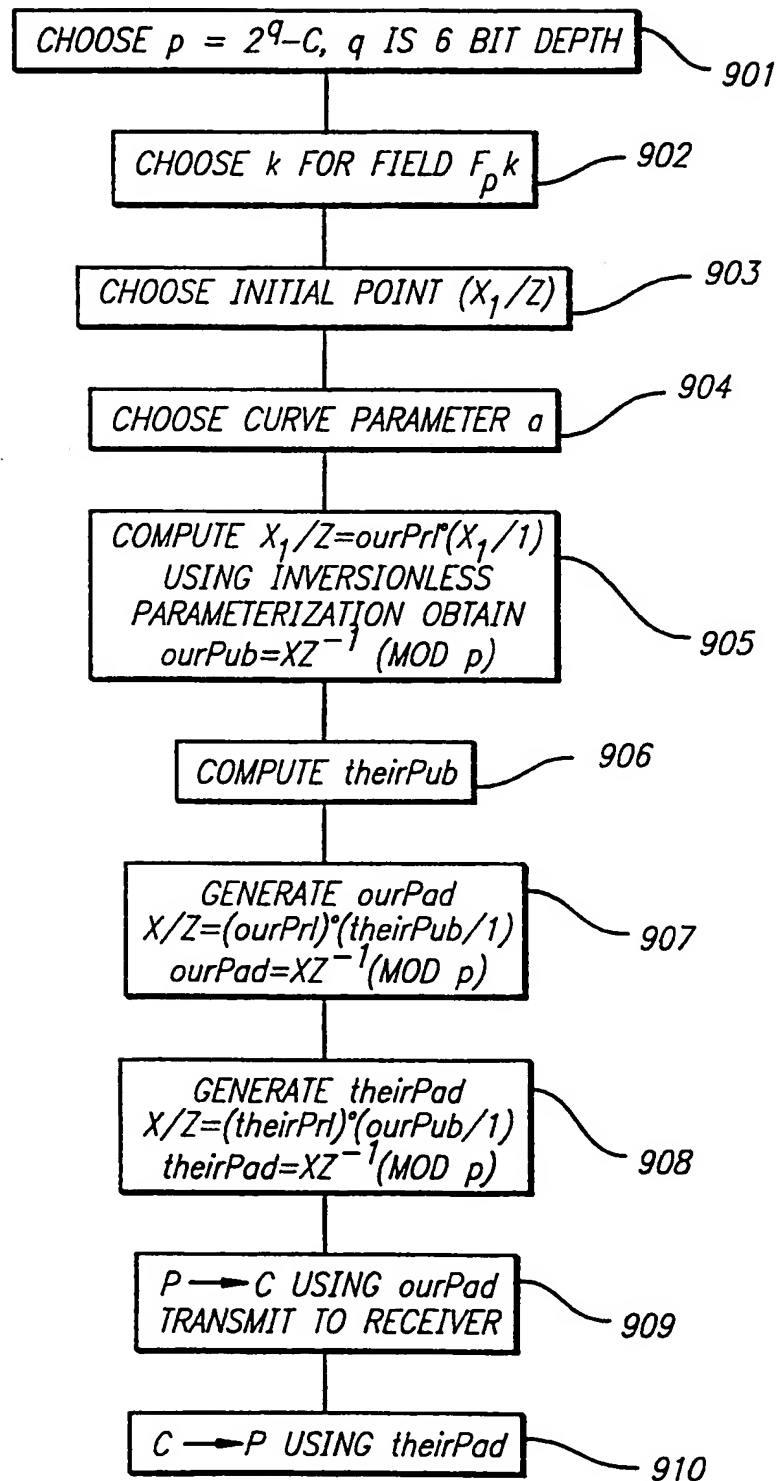 CHOOSE p = 2^q-C, q IS 6 BIT DEPTH
901
CHOOSE k FOR FIELD F_p k
902
CHOOSE INITIAL POINT (X_1/Z)
903
CHOOSE CURVE PARAMETER a
904
COMPUTE X_1/Z=ourPrI°(X_1/1)
USING INVERSIONLESS
PARAMETERIZATION OBTAIN
ourPub=XZ^-1 (MOD p)
905
COMPUTE theirPub
906
GENERATE ourPad
X/Z=(ourPrI)°(theirPub/1)
ourPad=XZ^-1(MOD p)
907
GENERATE theirPad
X/Z=(theirPrI)°(ourPub/1)
theirPad=XZ^-1(MOD p)
908
P → C USING ourPad
TRANSMIT TO RECEIVER
909
C → P USING theirPad
910